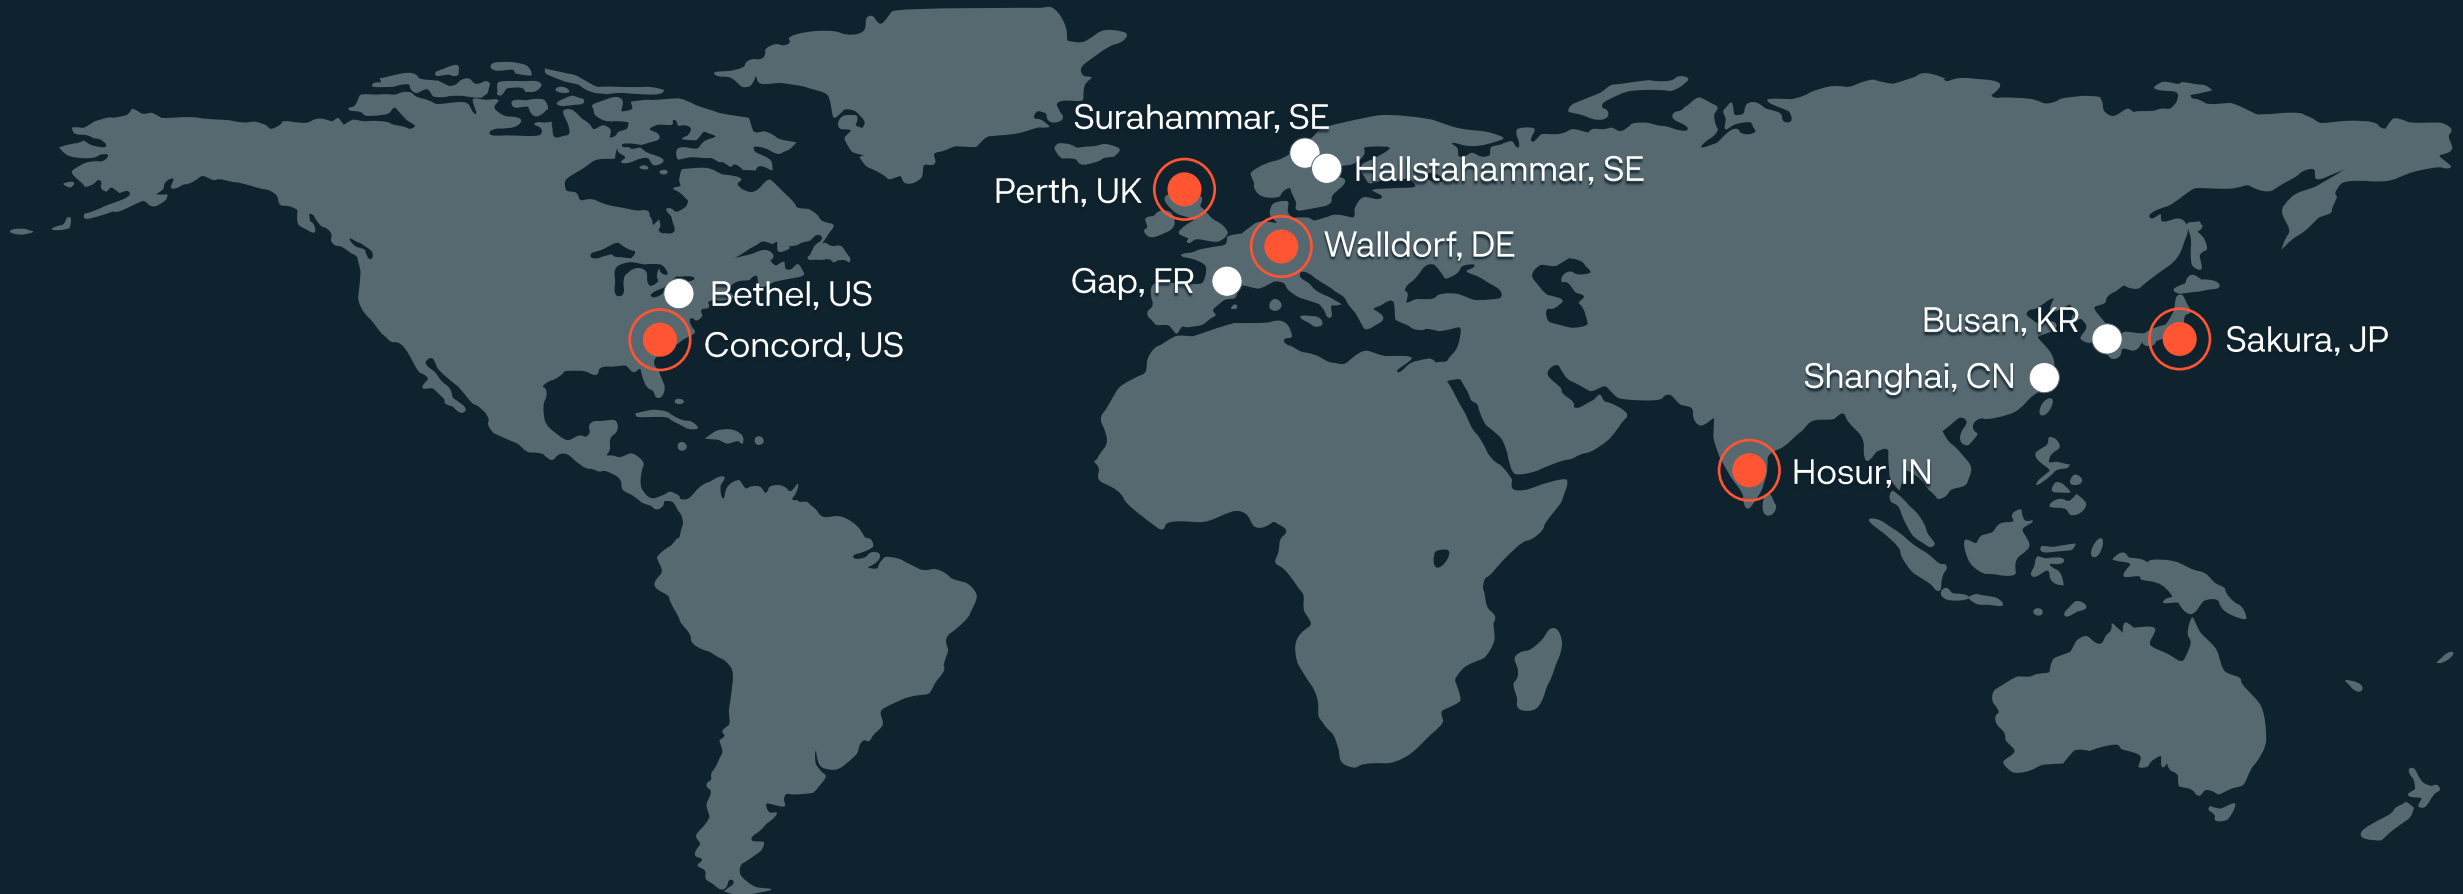 Surahammar, SE
Hallstahammar, SE
Perth, UK
Walldorf, DE
Gap, FR
Bethel, US
Concord, US
Busan, KR
Sakura, JP
Shanghai, CN
Hosur, IN